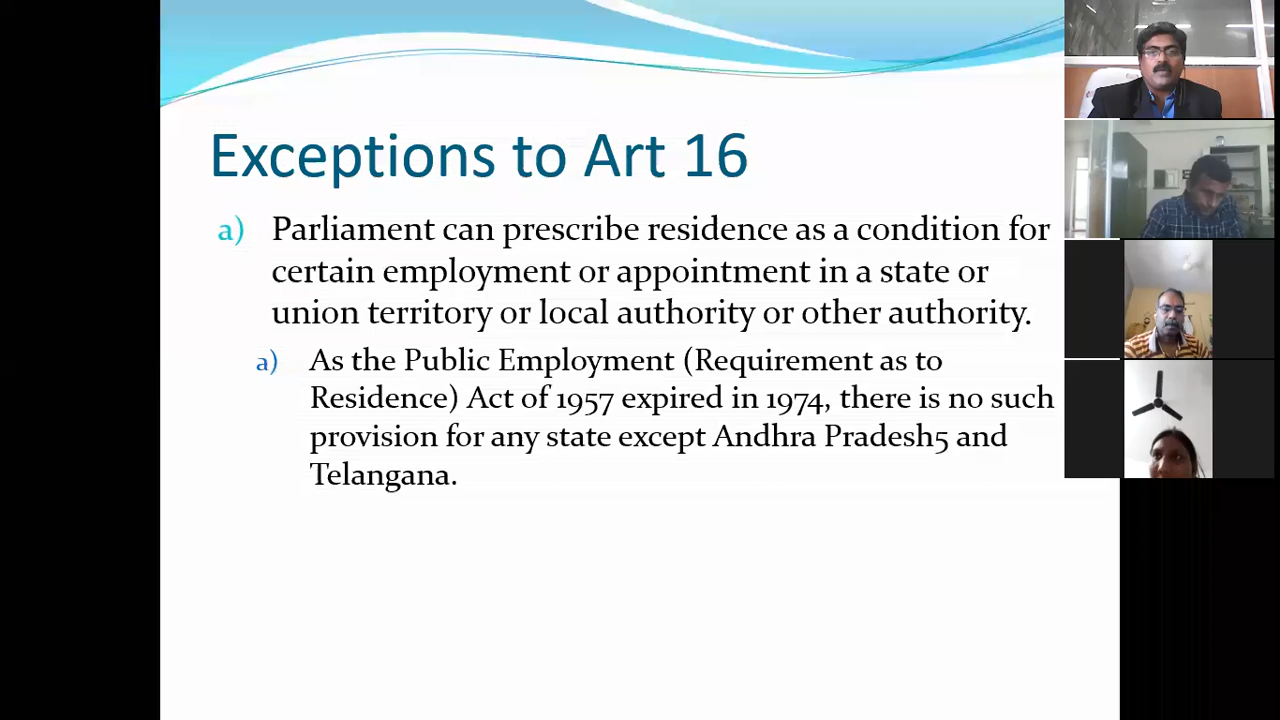 Exceptions to Art 16
a) Parliament can prescribe residence as a condition for
certain employment or appointment in a state or
union territory or local authority or other authority.
a) As the Public Employment (Requirement as to
Residence) Act of 1957 expired in 1974, there is no such
provision for any state except Andhra Pradesh5 and
Telangana.